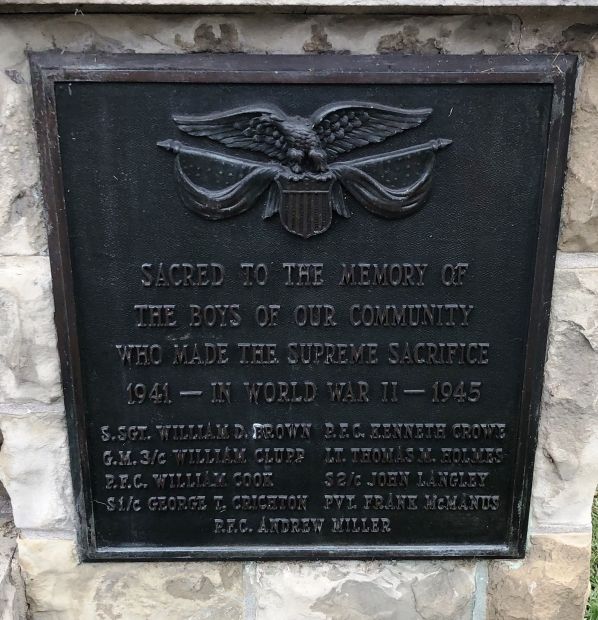 SACRED TO THE MEMORY OF
THE BOYS OF OUR COMMUNITY
WHO MADE THE SUPREME SACRIFICE
1941 — IN WORLD WAR II — 1945
S. SGT. WILLIAM D. BROWN P.F.C. KENNETH CROWE
G.M. 3/c WILLIAM CLUPP LT. THOMAS M. HOLMES
P.F.C. WILLIAM COOK S2/c JOHN LANGLEY
S1/c GEORGE T. CRICHTON PVT. FRANK McMANUS
P.F.C. ANDREW MILLER